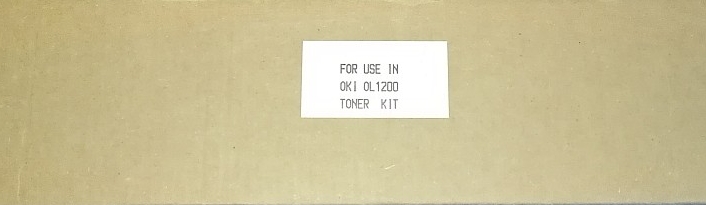 FOR USE IN
OKI OL1200
TONER KIT